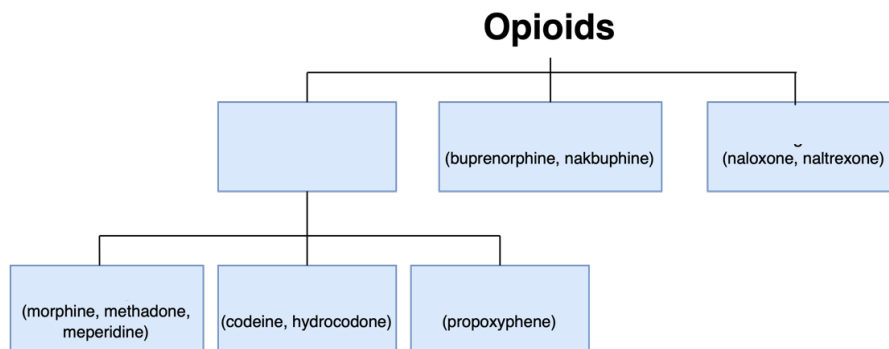 Opioids
(buprenorphine, nakbuphine)
(naloxone, naltrexone)
(morphine, methadone,
meperidine)
(codeine, hydrocodone)
(propoxyphene)